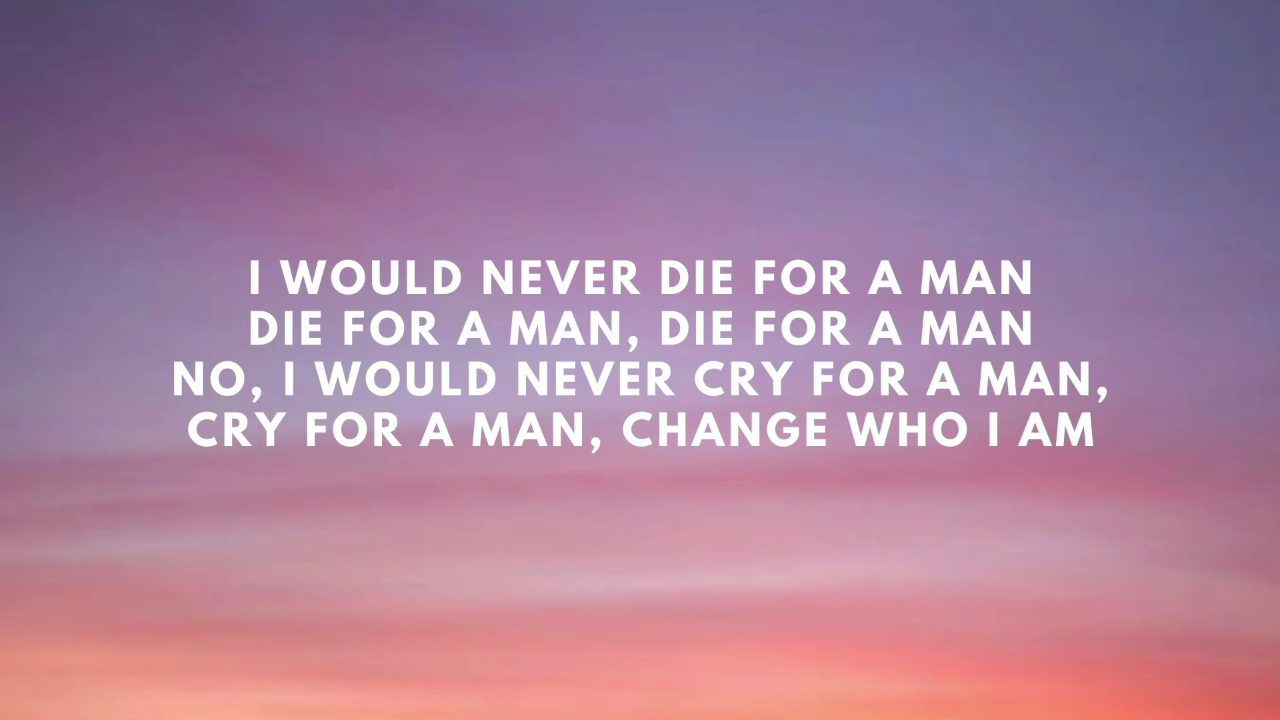 I WOULD NEVER DIE FOR A MAN
DIE FOR A MAN, DIE FOR A MAN
NO, I WOULD NEVER CRY FOR A MAN,
CRY FOR A MAN, CHANGE WHO I AM